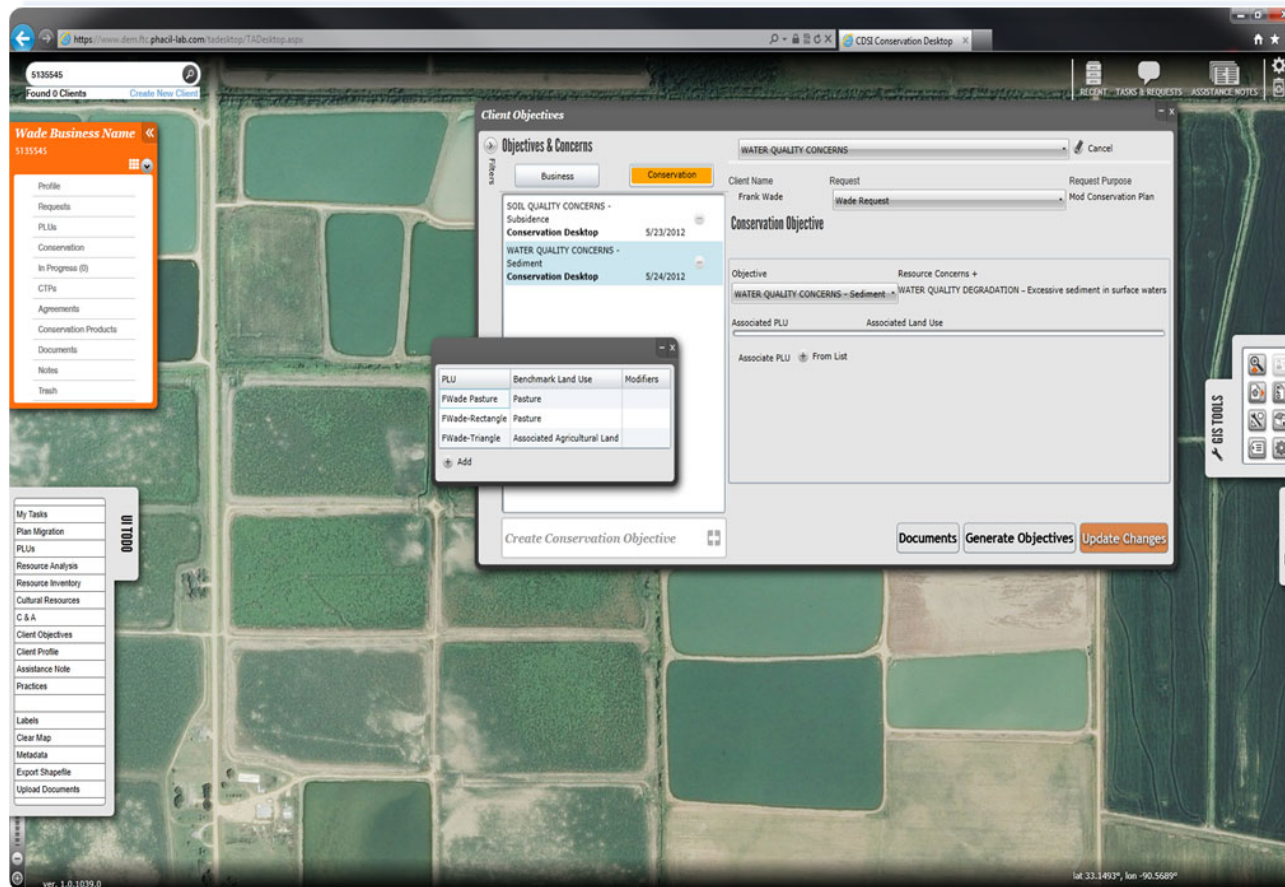 https://www.dem.ftc.phacil-lab.com/tadesktop/TADesktop.aspx
CDSI Conservation Desktop
5135545
Found 0 Clients Create New Client
RECENT TASKS & REQUESTS ASSISTANCE NOTES
Wade Business Name
5135545
Profile
Requests
PLUs
Conservation
In Progress (0)
CTPs
Agreements
Conservation Products
Documents
Notes
Trash
Client Objectives
Filters
Objectives & Concerns
Business Conservation
SOIL QUALITY CONCERNS -
Subsidence
Conservation Desktop 5/23/2012
WATER QUALITY CONCERNS -
Sediment
Conservation Desktop 5/24/2012
Create Conservation Objective
WATER QUALITY CONCERNS Cancel
Client Name Request Request Purpose
Frank Wade Wade Request Mod Conservation Plan
Conservation Objective
Objective Resource Concerns +
WATER QUALITY CONCERNS - Sediment WATER QUALITY DEGRADATION – Excessive sediment in surface waters
Associated PLU Associated Land Use
Associate PLU From List
Documents Generate Objectives Update Changes
PLU Benchmark Land Use Modifiers
FWade Pasture Pasture
FWade-Rectangle Pasture
FWade-Triangle Associated Agricultural Land
Add
GIS TOOLS
UI TODO
My Tasks
Plan Migration
PLUs
Resource Analysis
Resource Inventory
Cultural Resources
C & A
Client Objectives
Client Profile
Assistance Note
Practices
Labels
Clear Map
Metadata
Export Shapefile
Upload Documents
ver. 1.0.1039.0
lat 33.1493°, lon -90.5689°